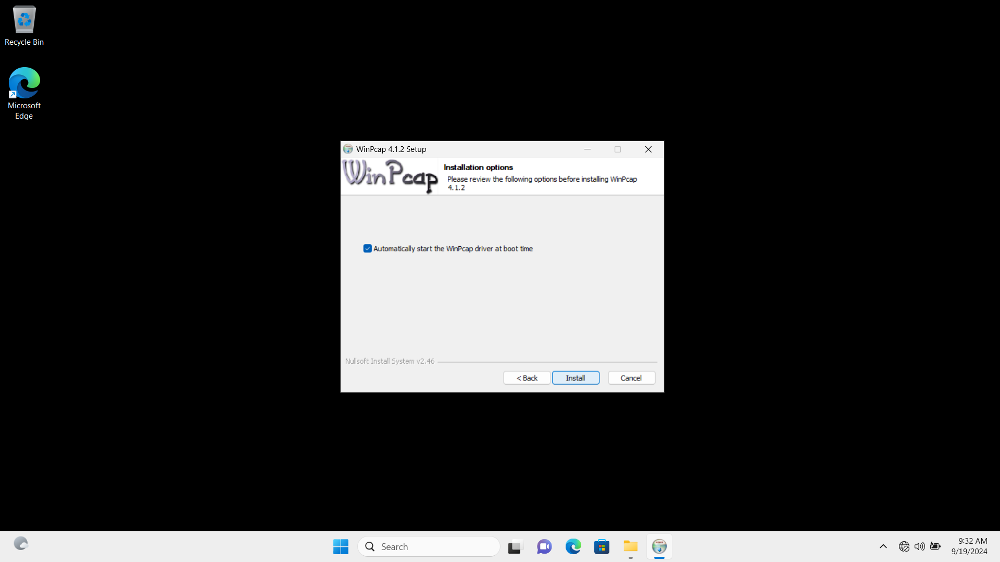 Recycle Bin
Microsoft
Edge
WinPcap 4.1.2 Setup
WinPcap
Installation options
Please review the following options before installing WinPcap
4.1.2
Automatically start the WinPcap driver at boot time
Nullsoft Install System v2.46
< Back
Install
Cancel
Search
9:32 AM
9/19/2024